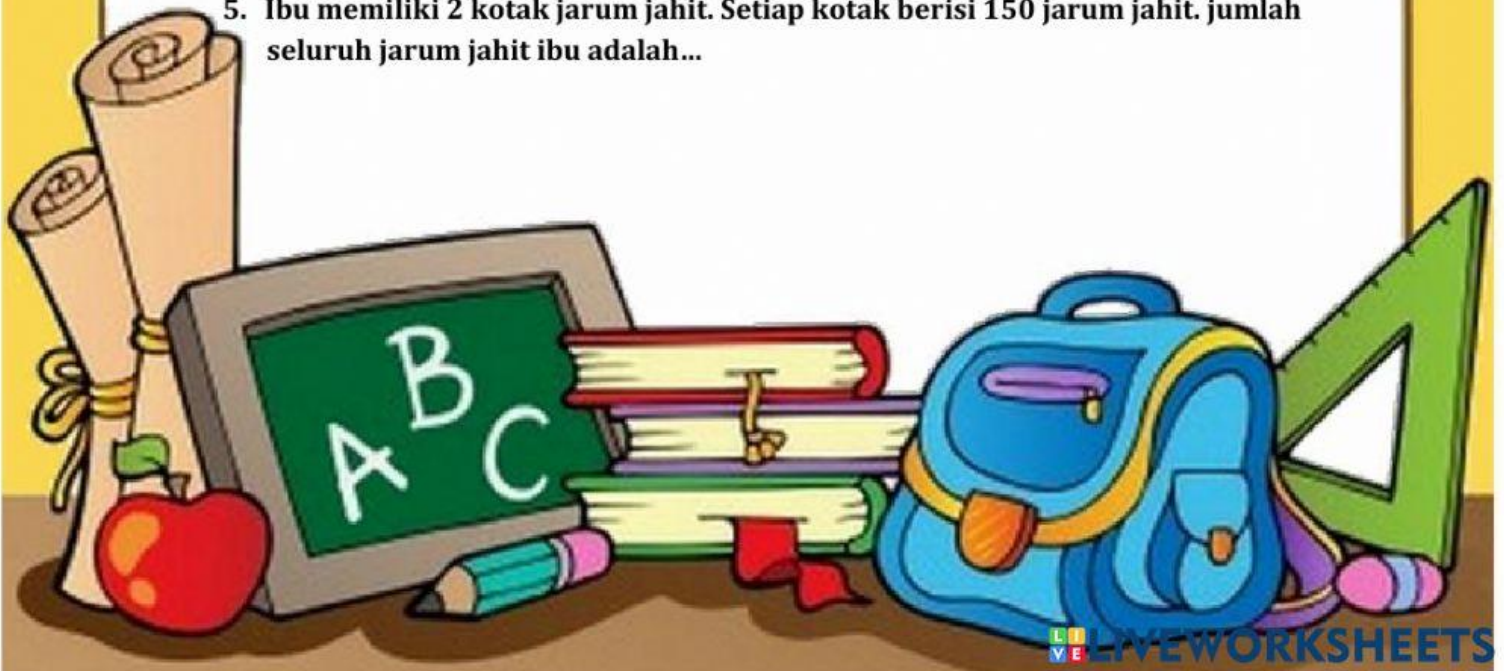 5. Ibu memiliki 2 kotak jarum jahit. Setiap kotak berisi 150 jarum jahit. jumlah
seluruh jarum jahit ibu adalah...
A B C
LIVE LIVEWORKSHEETS